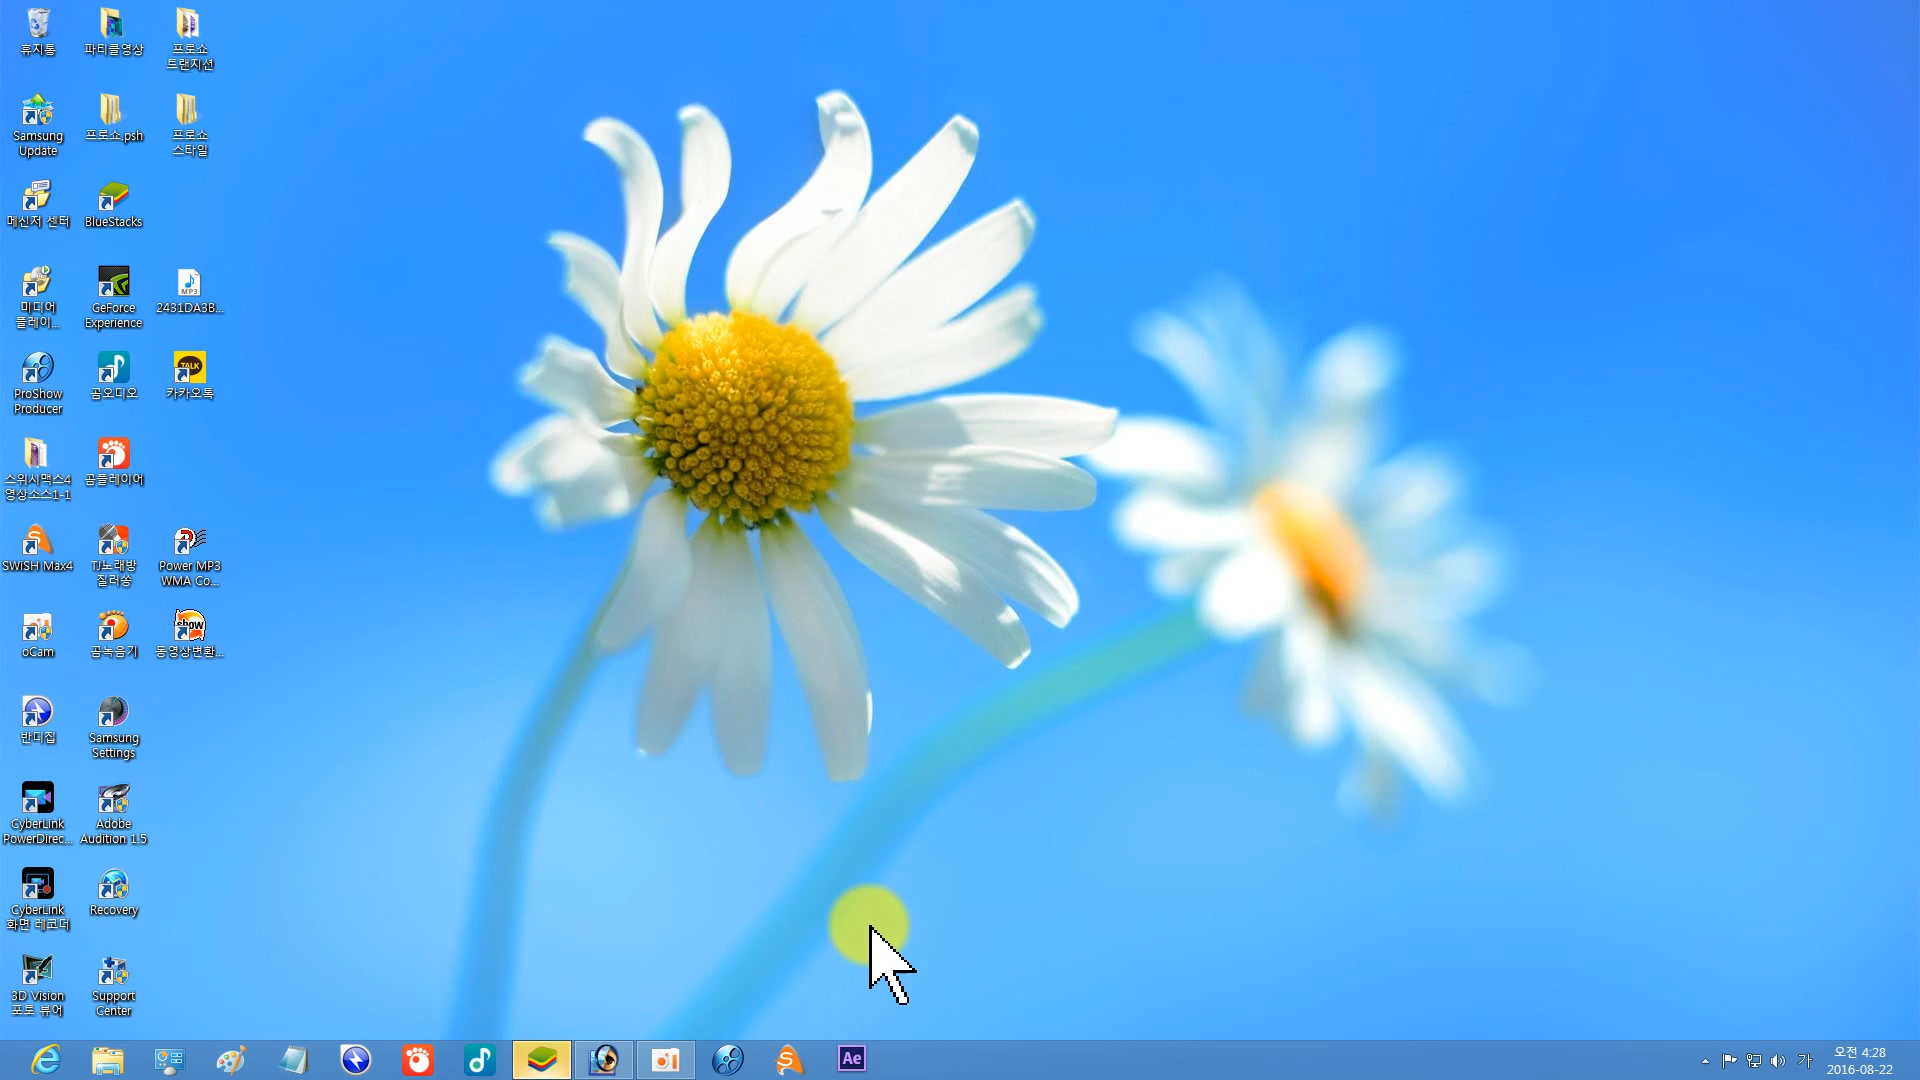 휴지통
파티클영상
프로쇼
트랜지션
Samsung
Update
프로쇼.psh
프로쇼
스타일
메신저 센터
BlueStacks
미디어
플레이...
GeForce
Experience
MP3
2431DA3B...
ProShow
Producer
곰오디오
TALK
카카오톡
스위시맥스4
영상소스1-1
곰플레이어
SWiSH Max4
TJ노래방
질러쏭
Power MP3
WMA Co...
oCam
곰녹음기
show
동영상변환...
반디집
Samsung
Settings
CyberLink
PowerDirec...
Adobe
Audition 1.5
CyberLink
화면 레코더
Recovery
3D Vision
포토 뷰어
Support
Center
Ae
가
오전 4:28
2016-08-22